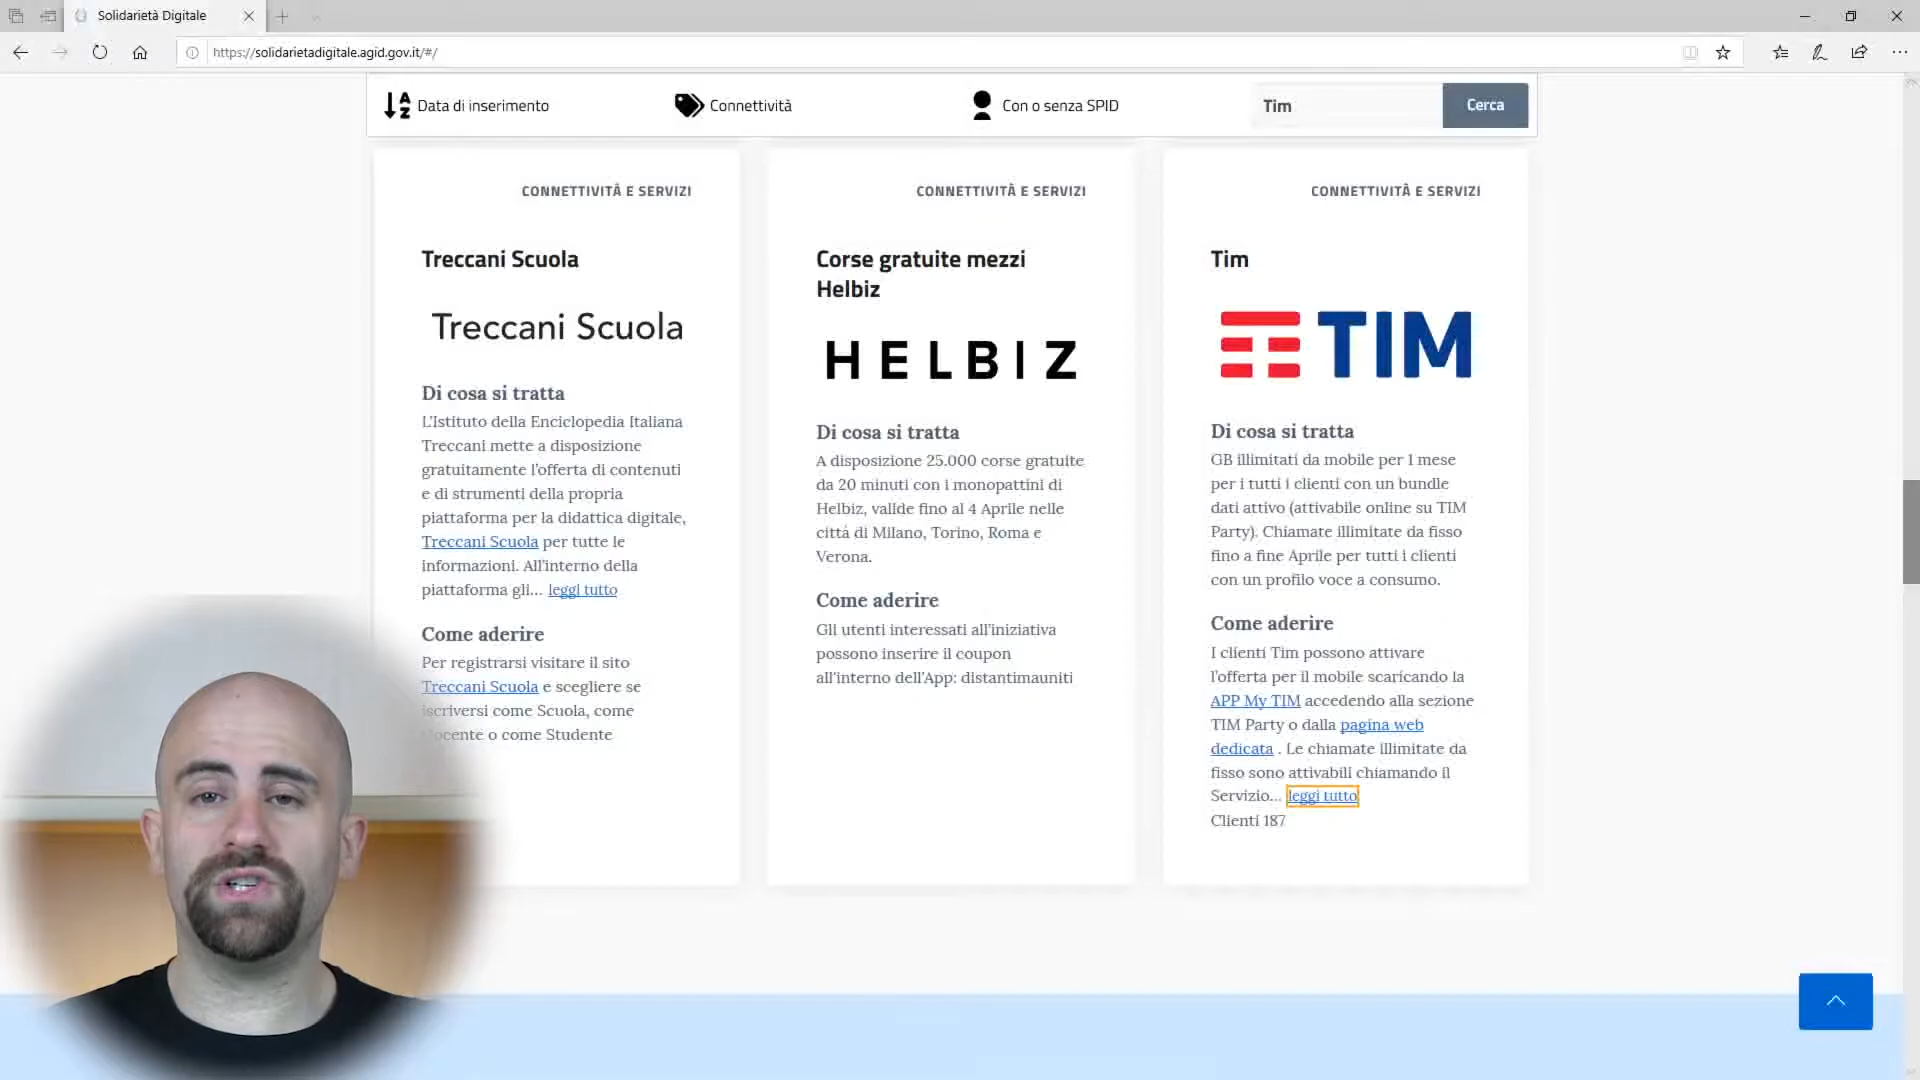 Solidarietà Digitale
https://solidarietadigitale.agid.gov.it/#/
Data di inserimento
Connettività
Con o senza SPID
Tim
Cerca
CONNETTIVITÀ E SERVIZI
Treccani Scuola
Treccani Scuola
Di cosa si tratta
L'Istituto della Enciclopedia Italiana
Treccani mette a disposizione
gratuitamente l'offerta di contenuti
e di strumenti della propria
piattaforma per la didattica digitale,
Treccani Scuola per tutte le
informazioni. All'interno della
piattaforma gli... leggi tutto
Come aderire
Per registrarsi visitare il sito
Treccani Scuola e scegliere se
iscriversi come Scuola, come
Docente o come Studente
CONNETTIVITÀ E SERVIZI
Corse gratuite mezzi
Helbiz
HELBIZ
Di cosa si tratta
A disposizione 25.000 corse gratuite
da 20 minuti con i monopattini di
Helbiz, valide fino al 4 Aprile nelle
cittá di Milano, Torino, Roma e
Verona.
Come aderire
Gli utenti interessati all'iniziativa
possono inserire il coupon
all'interno dell'App: distantimauniti
CONNETTIVITÀ E SERVIZI
Tim
TIM
Di cosa si tratta
GB illimitati da mobile per 1 mese
per i tutti i clienti con un bundle
dati attivo (attivabile online su TIM
Party). Chiamate illimitate da fisso
fino a fine Aprile per tutti i clienti
con un profilo voce a consumo.
Come aderire
I clienti Tim possono attivare
l'offerta per il mobile scaricando la
APP My TIM accedendo alla sezione
TIM Party o dalla pagina web
dedicata . Le chiamate illimitate da
fisso sono attivabili chiamando il
Servizio... leggi tutto
Clienti 187